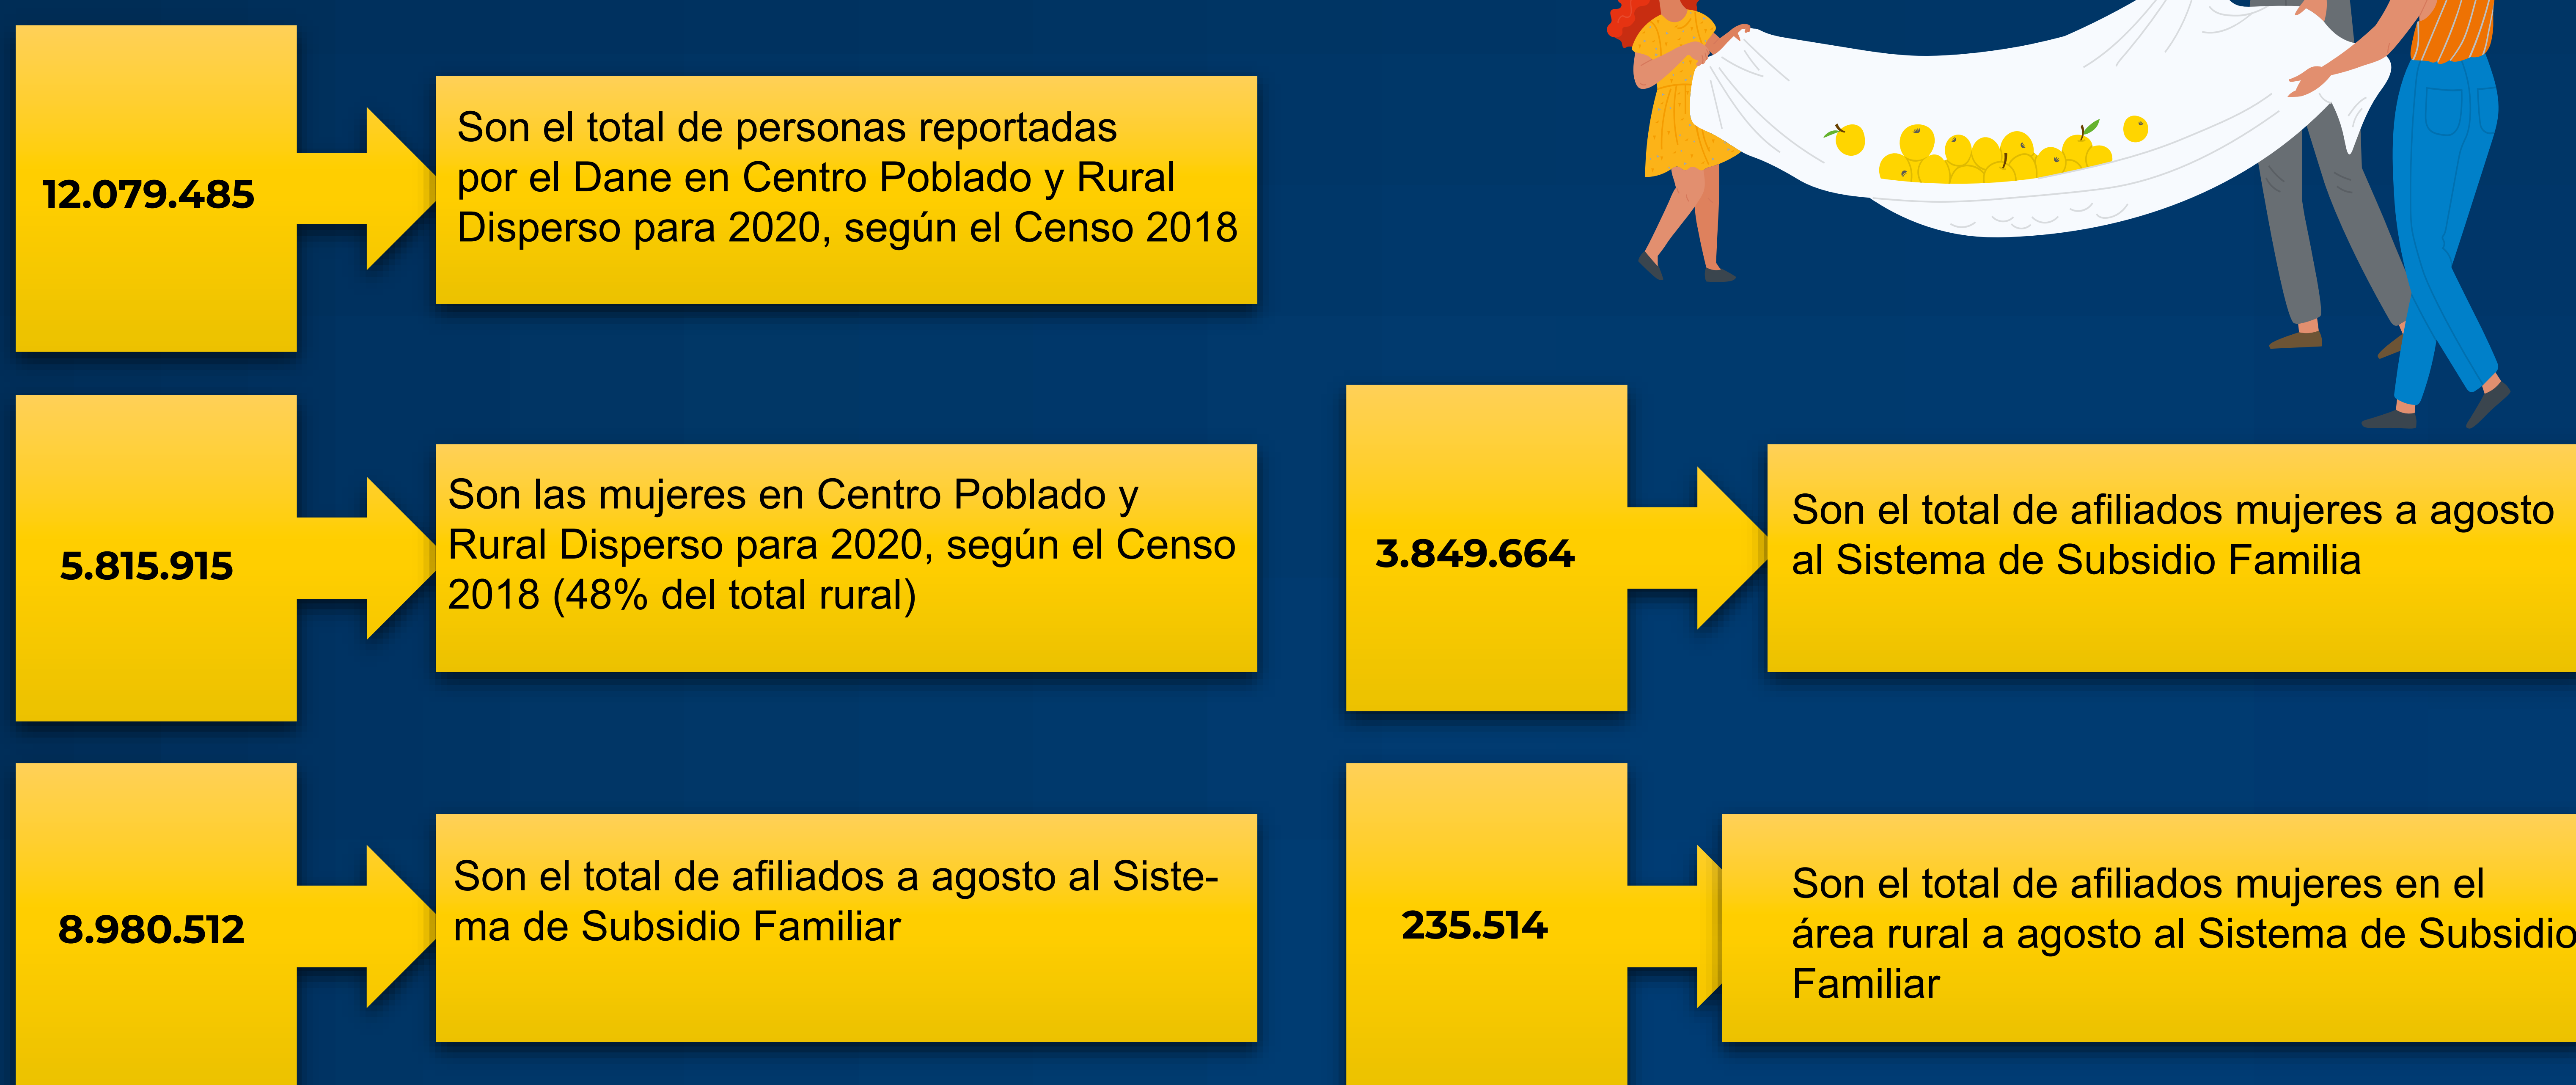 12.079.485
Son el total de personas reportadas
por el Dane en Centro Poblado y Rural
Disperso para 2020, según el Censo 2018
5.815.915
Son las mujeres en Centro Poblado y
Rural Disperso para 2020, según el Censo
2018 (48% del total rural)
3.849.664
Son el total de afiliados mujeres a agosto
al Sistema de Subsidio Familia
8.980.512
Son el total de afiliados a agosto al Siste-
ma de Subsidio Familiar
235.514
Son el total de afiliados mujeres en el
área rural a agosto al Sistema de Subsidio
Familiar